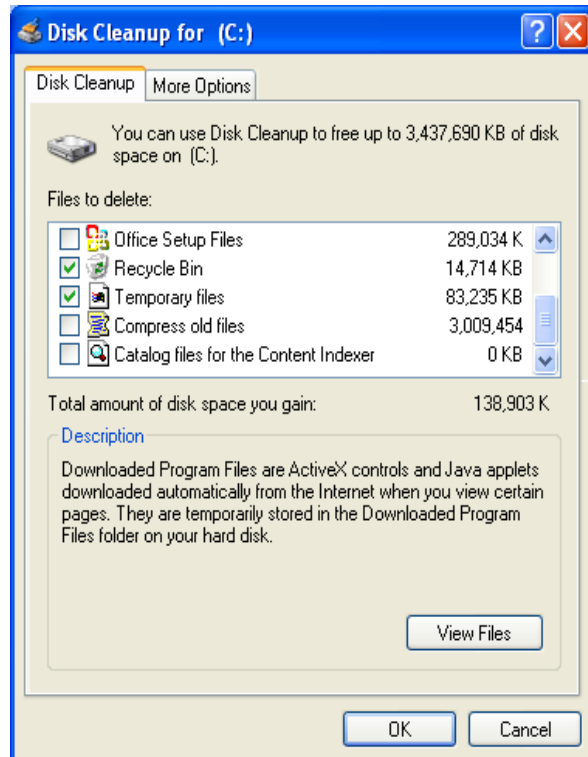 Disk Cleanup for (C:)
Disk Cleanup
More Options
You can use Disk Cleanup to free up to 3,437,690 KB of disk
space on (C:).
Files to delete:
Office Setup Files 289,034 K
Recycle Bin 14,714 KB
Temporary files 83,235 KB
Compress old files 3,009,454
Catalog files for the Content Indexer 0 KB
Total amount of disk space you gain: 138,903 K
Description
Downloaded Program Files are ActiveX controls and Java applets
downloaded automatically from the Internet when you view certain
pages. They are temporarily stored in the Downloaded Program
Files folder on your hard disk.
View Files
OK
Cancel